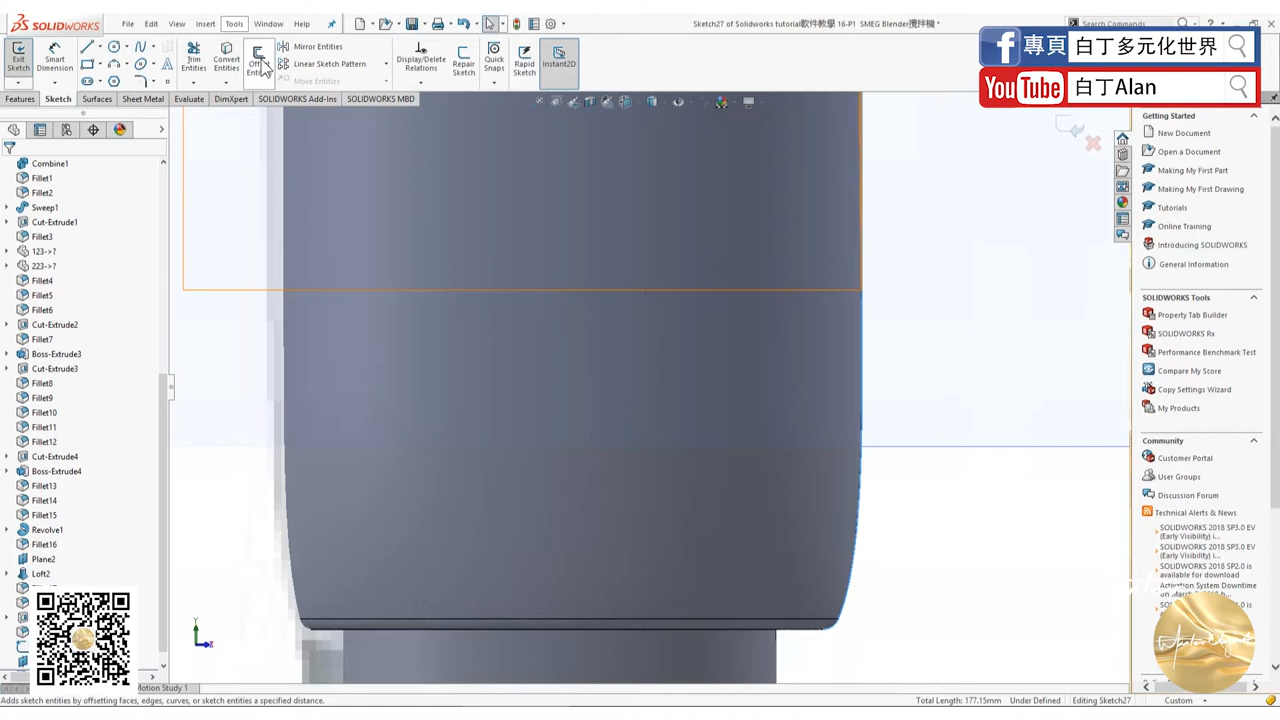 SOLIDWORKS
File
Edit
View
Insert
Tools
Window
Help
Sketch27 of Solidworks tutorial軟件教學 16-P1 SMEG Blender攪拌機 *
Search Commands
Exit Sketch
Smart Dimension
Trim Entities
Convert Entities
Mirror Entities
Linear Sketch Pattern
Move Entities
Display/Delete Relations
Repair Sketch
Quick Snaps
Rapid Sketch
Instant2D
專頁
白丁多元化世界
YouTube
白丁Alan
Features
Sketch
Surfaces
Sheet Metal
Evaluate
DimXpert
SOLIDWORKS Add-Ins
SOLIDWORKS MBD
Combine1
Fillet1
Fillet2
Sweep1
Cut-Extrude1
Fillet3
123->?
223->?
Fillet4
Fillet5
Fillet6
Cut-Extrude2
Fillet7
Boss-Extrude3
Cut-Extrude3
Fillet8
Fillet9
Fillet10
Fillet11
Fillet12
Cut-Extrude4
Boss-Extrude4
Fillet13
Fillet14
Fillet15
Revolve1
Fillet16
Plane2
Loft2
Getting Started
New Document
Open a Document
Making My First Part
Making My First Drawing
Tutorials
Online Training
Introducing SOLIDWORKS
General Information
SOLIDWORKS Tools
Property Tab Builder
SOLIDWORKS Rx
Performance Benchmark Test
Compare My Score
Copy Settings Wizard
My Products
Community
Customer Portal
User Groups
Discussion Forum
Technical Alerts & News
SOLIDWORKS 2018 SP3.0 EV
(Early Visibility) i...
SOLIDWORKS 2018 SP3.0 EV
(Early Visibility) i...
SOLIDWORKS 2018 SP2.0 is
available for download
Activation System Downtime
Y
Z
Motion Study 1
Adds sketch entities by offsetting faces, edges, curves, or sketch entities a specified distance.
Total Length: 177.15mm
Under Defined
Editing Sketch27
Custom